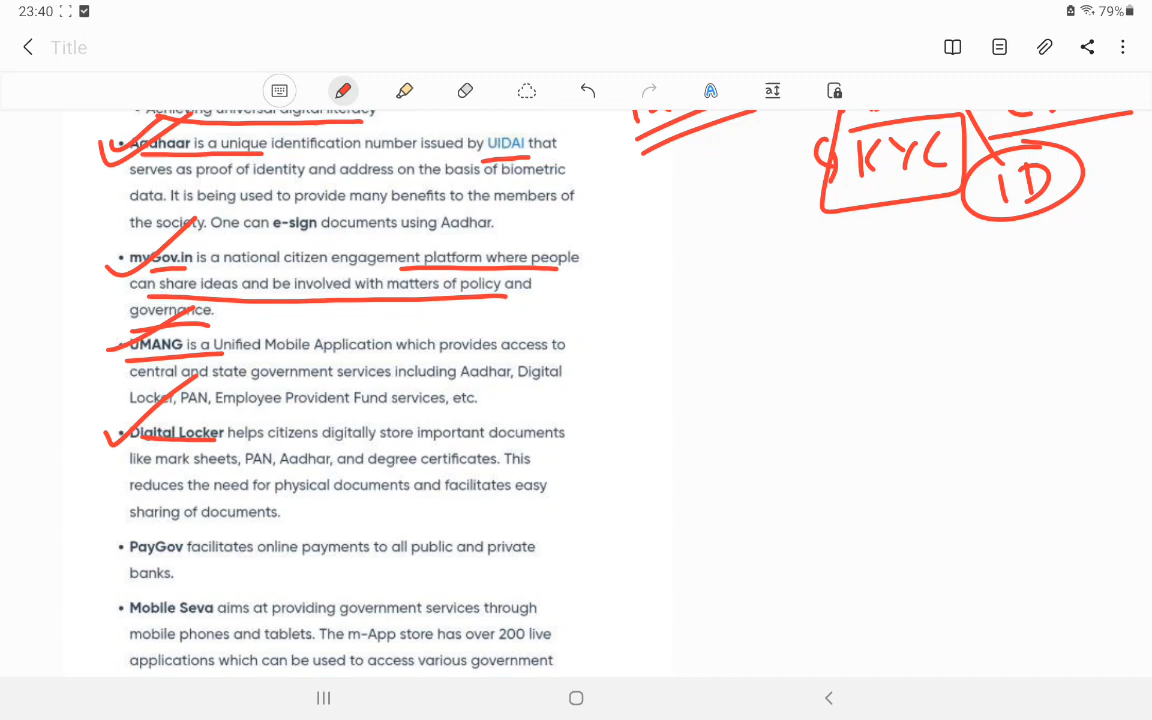 23:40
79%
Title
Achieving universal digital literacy
• Aadhaar is a unique identification number issued by UIDAI that
serves as proof of identity and address on the basis of biometric
data. It is being used to provide many benefits to the members of
the society. One can e-sign documents using Aadhar.
• myGov.in is a national citizen engagement platform where people
can share ideas and be involved with matters of policy and
governance.
• UMANG is a Unified Mobile Application which provides access to
central and state government services including Aadhar, Digital
Locker, PAN, Employee Provident Fund services, etc.
• Digital Locker helps citizens digitally store important documents
like mark sheets, PAN, Aadhar, and degree certificates. This
reduces the need for physical documents and facilitates easy
sharing of documents.
• PayGov facilitates online payments to all public and private
banks.
• Mobile Seva aims at providing government services through
mobile phones and tablets. The m-App store has over 200 live
applications which can be used to access various government
KYC
ID